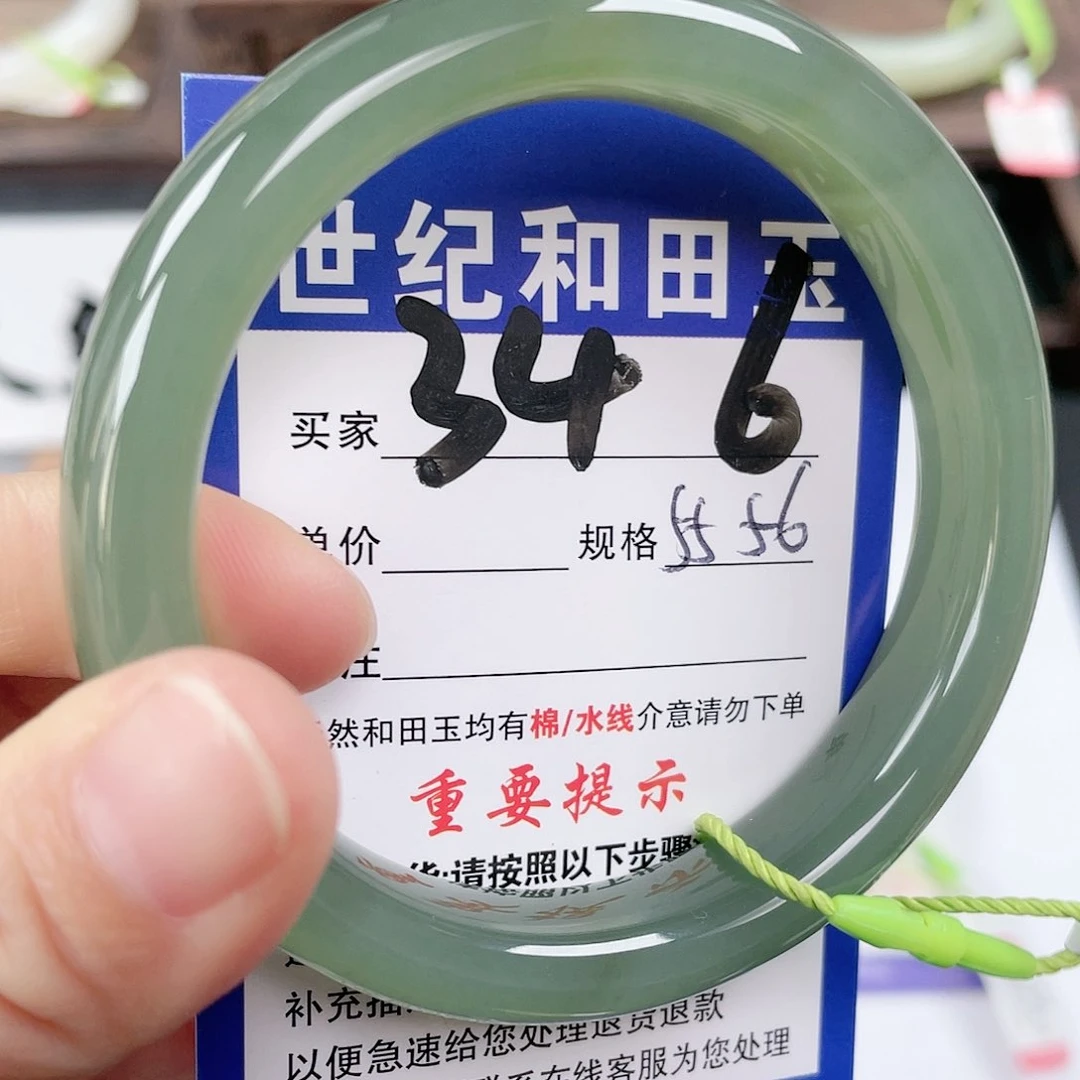 世纪和田玉
买家 34.6
单价 规格 55 56
注
然和田玉均有棉/水线介意请勿下单
重要提示
请按照以下步骤
补充
以便急速给您处理退货退款
联系在线客服为您处理